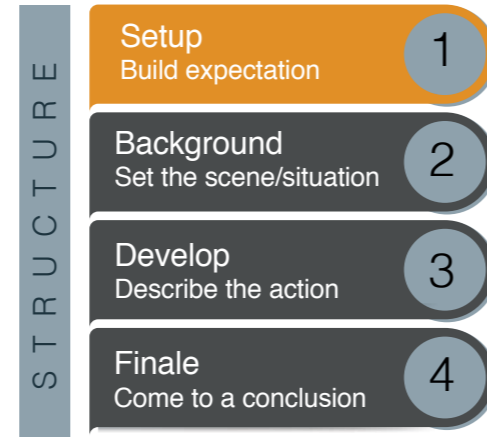 STRUCTURE
Setup
Build expectation
1
Background
Set the scene/situation
2
Develop
Describe the action
3
Finale
Come to a conclusion
4